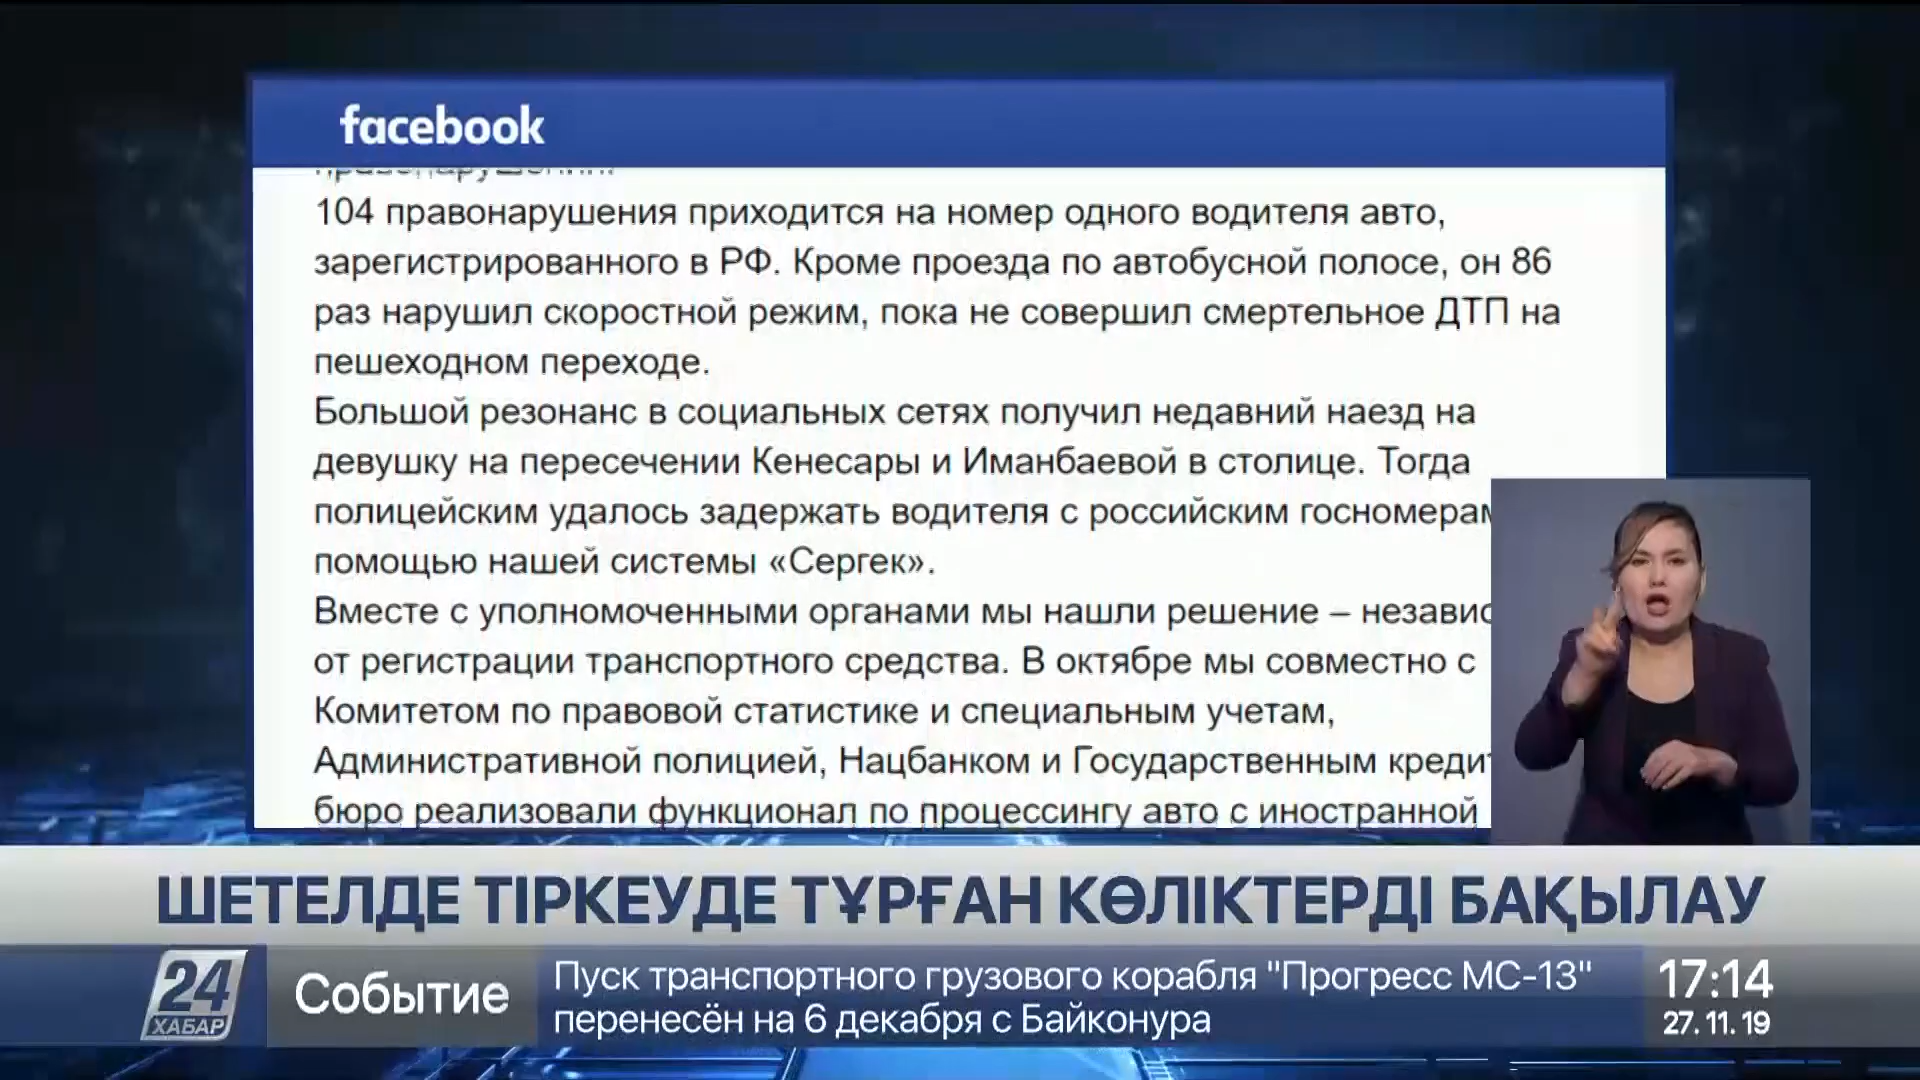 facebook
104 правонарушения приходится на номер одного водителя авто,
зарегистрированного в РФ. Кроме проезда по автобусной полосе, он 86
раз нарушил скоростной режим, пока не совершил смертельное ДТП на
пешеходном переходе.
Большой резонанс в социальных сетях получил недавний наезд на
девушку на пересечении Кенесары и Иманбаевой в столице. Тогда
полицейским удалось задержать водителя с российским
помощью нашей системы «Сергек».
Вместе с уполномоченными органами мы нашли решение –
от регистрации транспортного средства. В октябре мы совместно с
Комитетом по правовой статистике и специальным учетам,
Административной полицией, Нацбанком и Государственным
бюро реализовали функционал по процессингу авто с иностранной
ШЕТЕЛДЕ ТІРКЕУДЕ ТҰРҒАН КӨЛІКТЕРДІ БАҚЫЛАУ
24
ХАБАР
Событие
Пуск транспортного грузового корабля "Прогресс МС-13"
перенесён на 6 декабря с Байконура
17:14
27. 11. 19